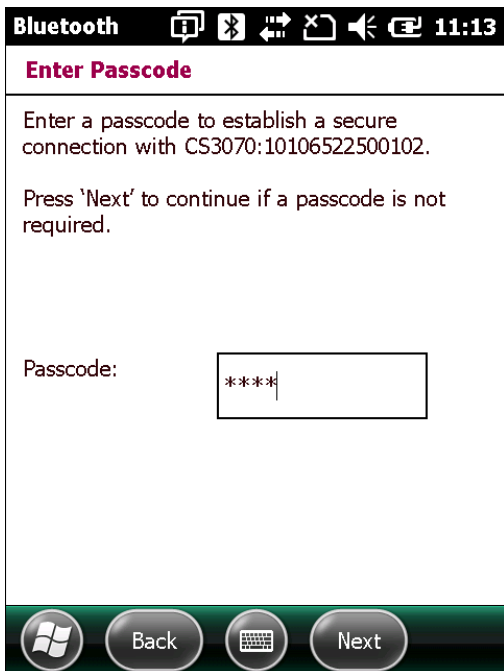 Bluetooth 11:13
Enter Passcode
Enter a passcode to establish a secure
connection with CS3070:10106522500102.
Press ‘Next’ to continue if a passcode is not
required.
Passcode: ****
Back Next